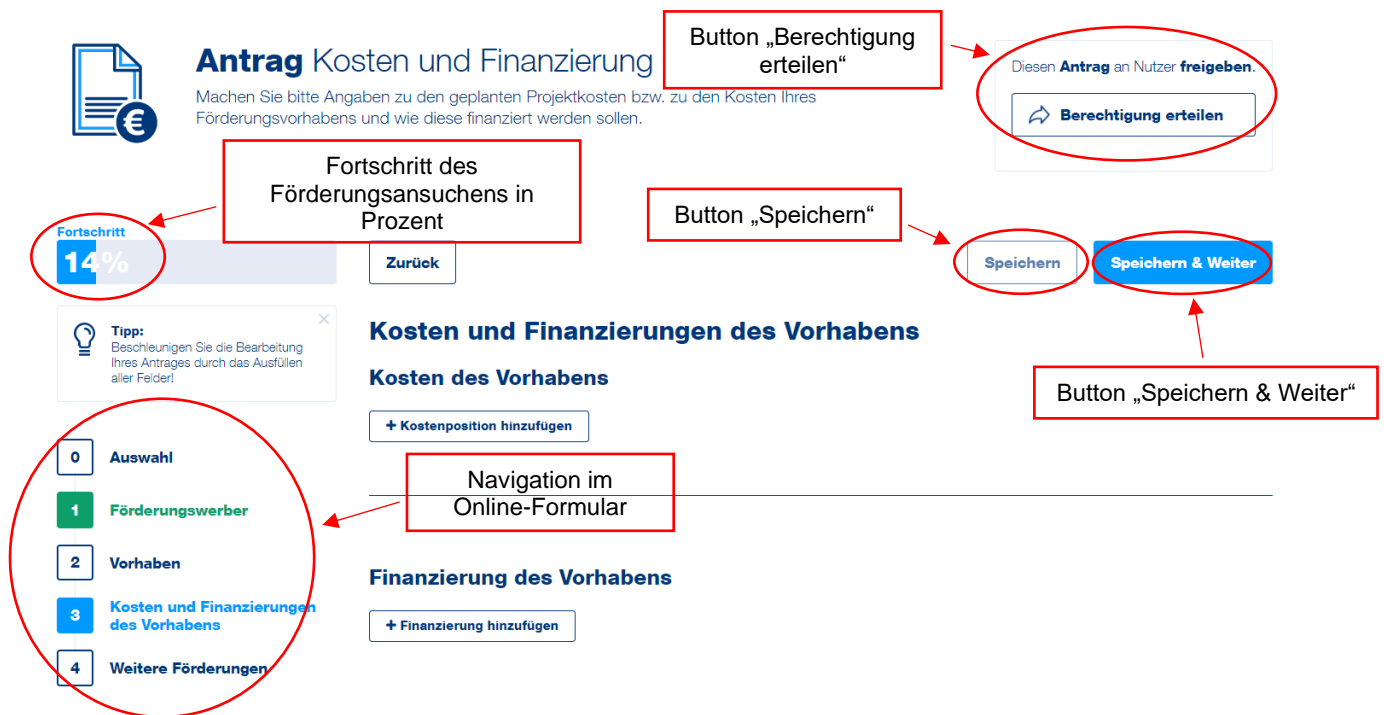 Antrag Kosten und Finanzierung
Machen Sie bitte Angaben zu den geplanten Projektkosten bzw. zu den Kosten Ihres
Förderungsvorhabens und wie diese finanziert werden sollen.
Button „Berechtigung
erteilen“
Diesen Antrag an Nutzer freigeben.
Berechtigung erteilen
Fortschritt des
Förderungsansuchens in
Prozent
Button „Speichern“
Fortschritt
14%
Zurück
Speichern
Speichern & Weiter
Tipp:
Beschleunigen Sie die Bearbeitung
Ihres Antrages durch das Ausfüllen
aller Felder!
Kosten und Finanzierungen des Vorhabens
Kosten des Vorhabens
Button „Speichern & Weiter“
+ Kostenposition hinzufügen
0 Auswahl
1 Förderungswerber
2 Vorhaben
3 Kosten und Finanzierungen
des Vorhabens
4 Weitere Förderungen
Navigation im
Online-Formular
Finanzierung des Vorhabens
+ Finanzierung hinzufügen